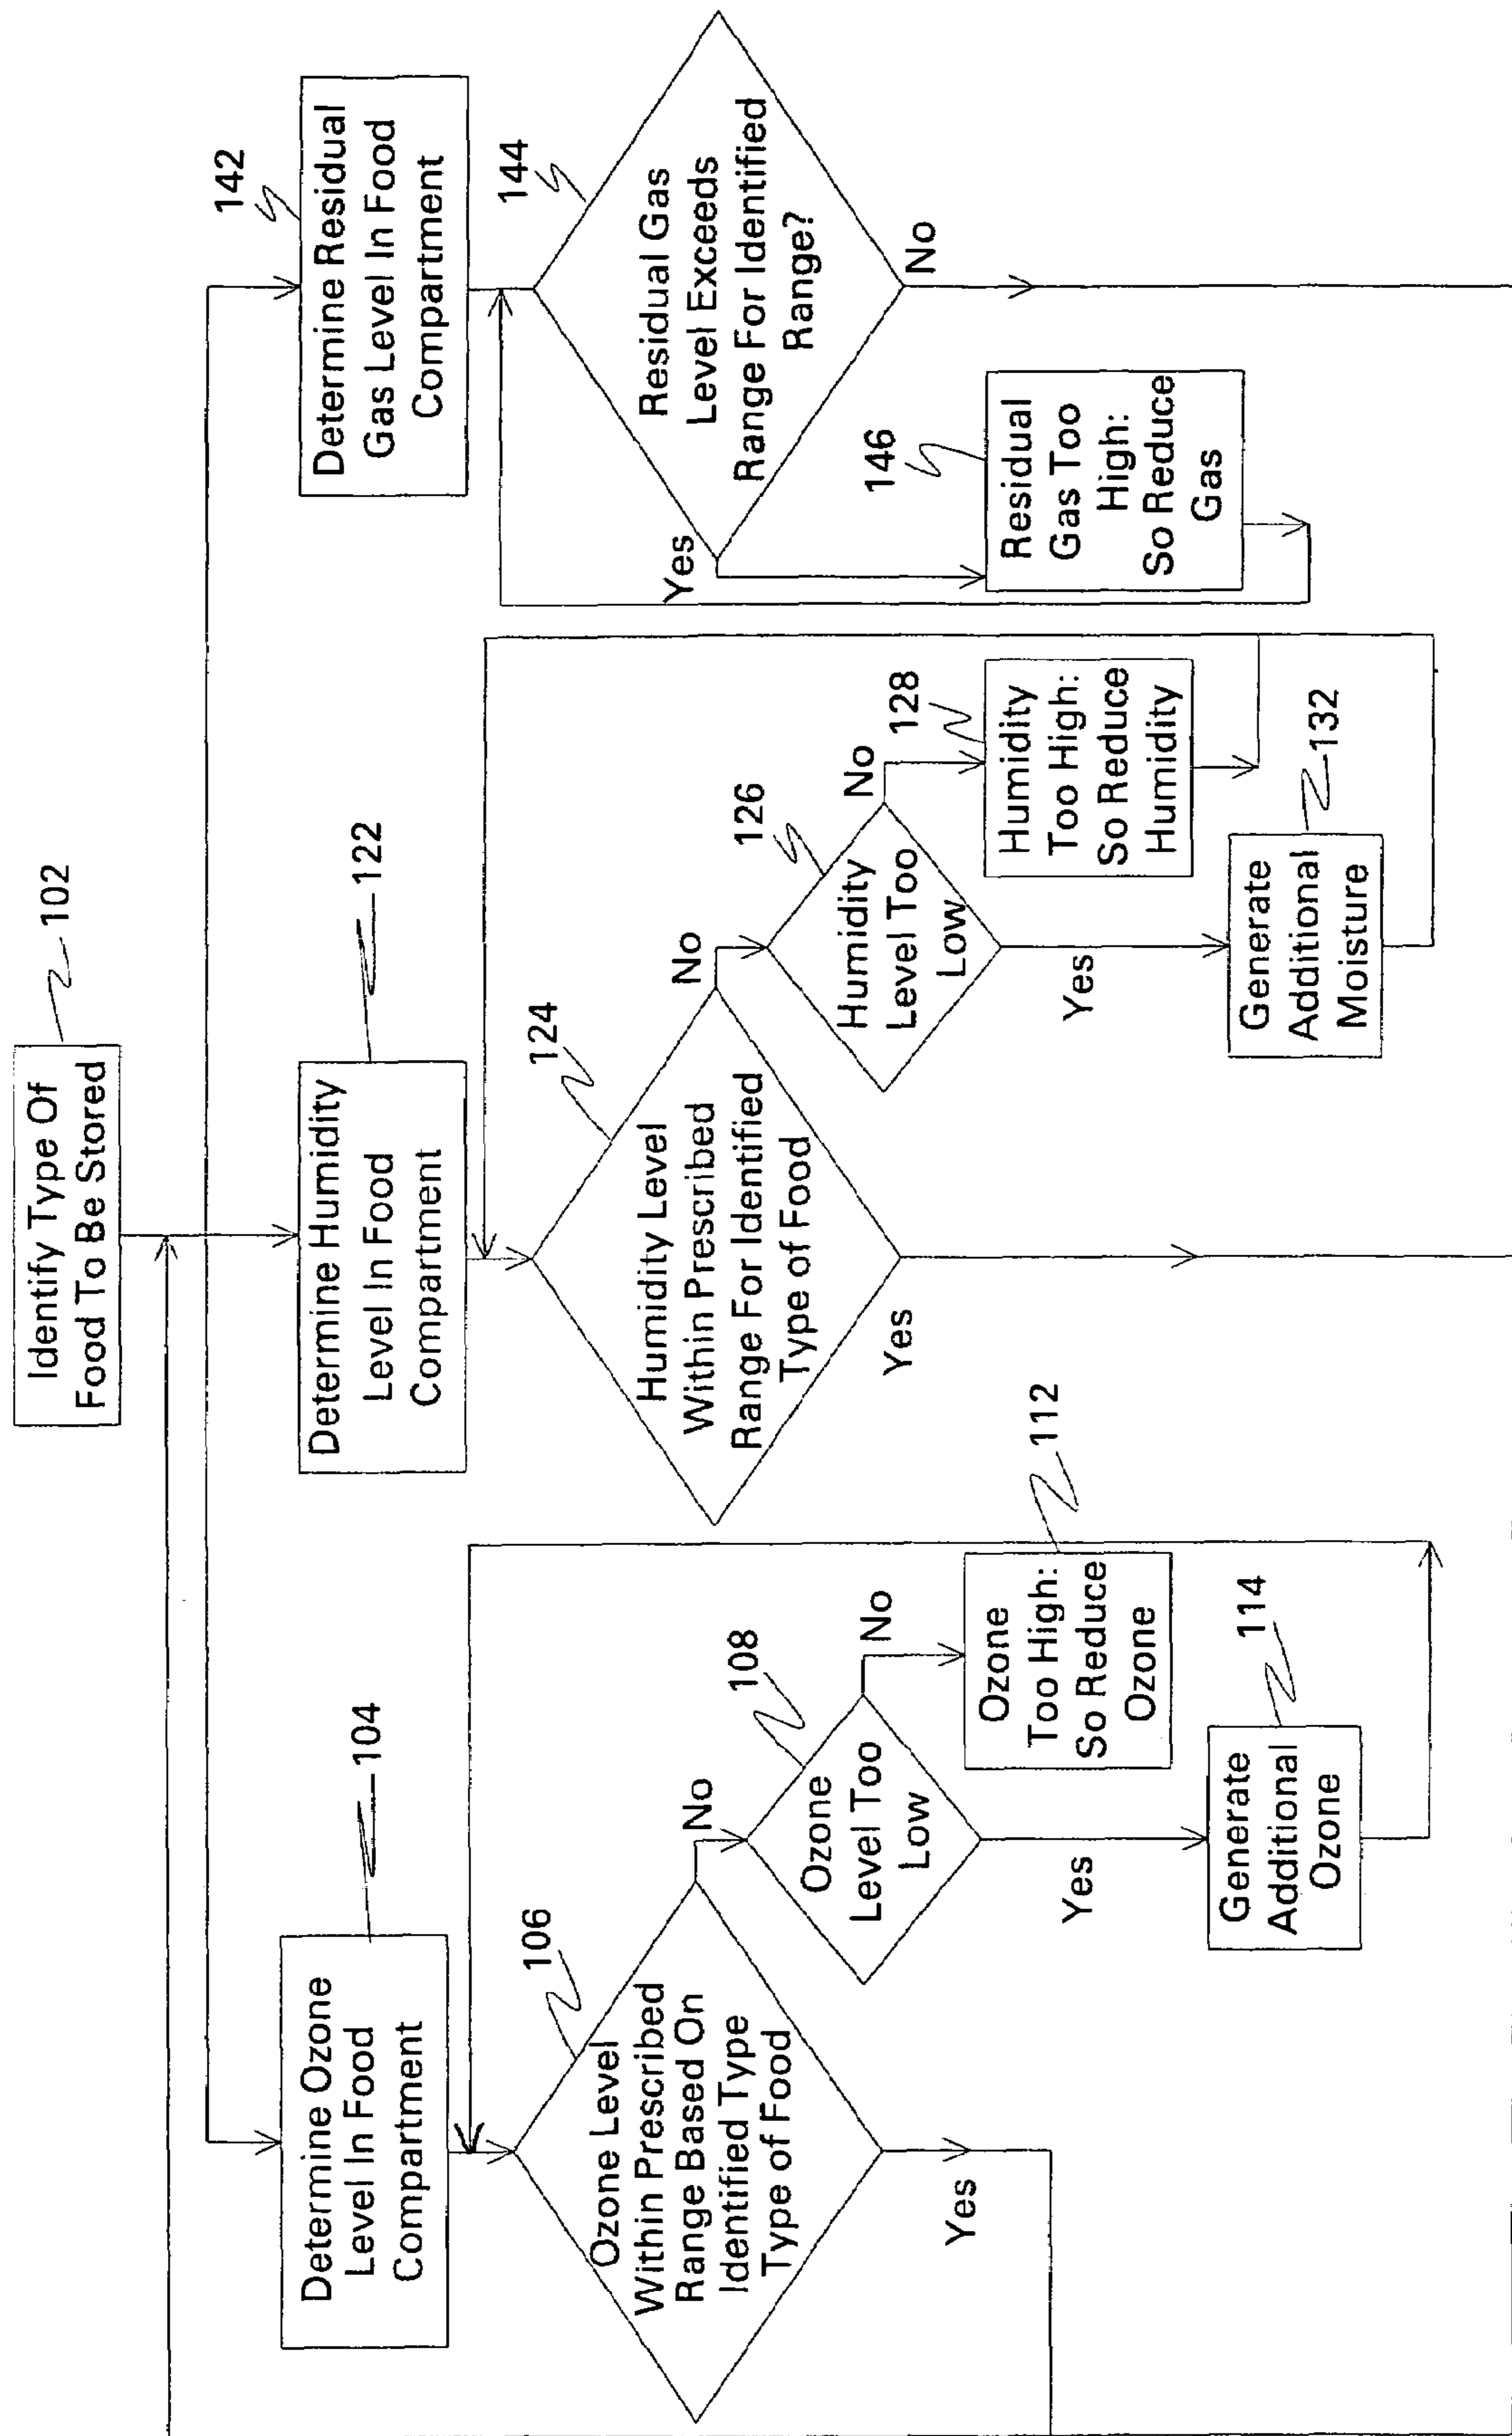 Identify Type Of
Food To Be Stored
102
Determine Ozone
Level In Food
Compartment
104
Ozone Level
Within Prescribed
Range Based On
Identified Type
Type of Food
106
No
Yes
Ozone
Level Too
Low
108
No
Yes
Ozone
Too High:
So Reduce
Ozone
112
Generate
Additional
Ozone
114
Determine Humidity
Level In Food
Compartment
122
Humidity Level
Within Prescribed
Range For Identified
Type of Food
124
No
Yes
Humidity
Level Too
Low
126
No
Yes
Humidity
Too High:
So Reduce
Humidity
128
Generate
Additional
Moisture
132
Determine Residual
Gas Level In Food
Compartment
142
Residual Gas
Level Exceeds
Range For Identified
Range?
144
Yes
No
Residual
Gas Too
High:
So Reduce
Gas
146